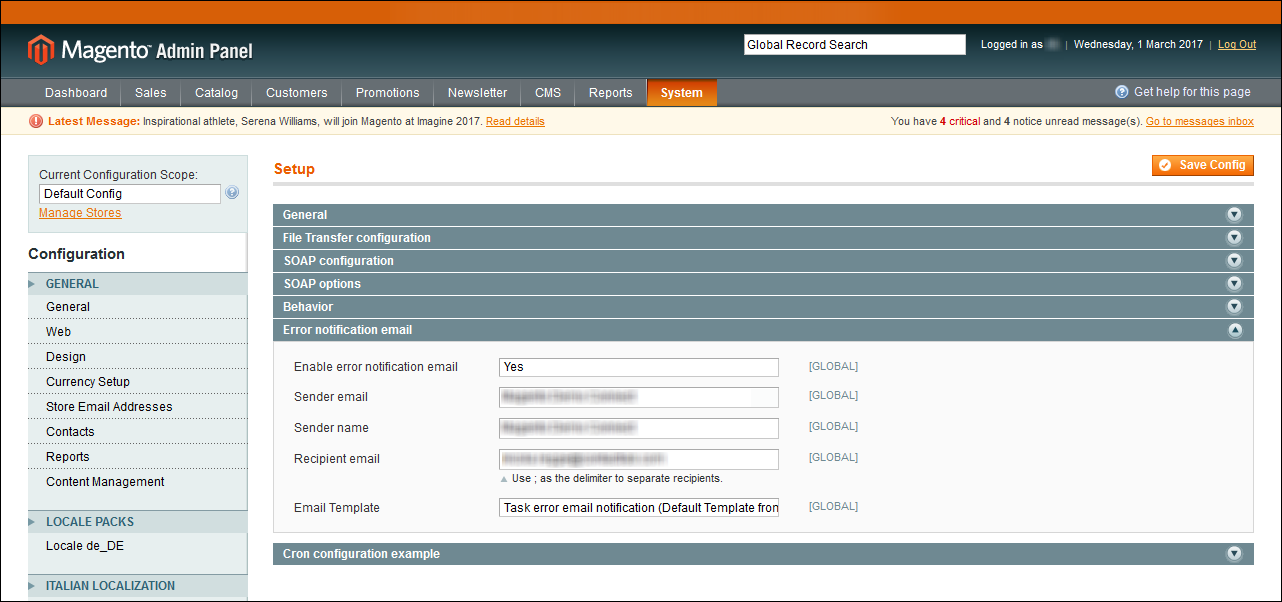 Magento™ Admin Panel
Global Record Search
Logged in as | Wednesday, 1 March 2017 | Log Out
Dashboard Sales Catalog Customers Promotions Newsletter CMS Reports System Get help for this page
Latest Message: Inspirational athlete, Serena Williams, will join Magento at Imagine 2017. Read details You have 4 critical and 4 notice unread message(s). Go to messages inbox
Current Configuration Scope:
Default Config
Manage Stores
Configuration
GENERAL
General
Web
Design
Currency Setup
Store Email Addresses
Contacts
Reports
Content Management
LOCALE PACKS
Locale de_DE
ITALIAN LOCALIZATION
Setup Save Config
General
File Transfer configuration
SOAP configuration
SOAP options
Behavior
Error notification email
Enable error notification email Yes [GLOBAL]
Sender email [GLOBAL]
Sender name [GLOBAL]
Recipient email [GLOBAL]
Use ; as the delimiter to separate recipients.
Email Template Task error email notification (Default Template fron [GLOBAL]
Cron configuration example